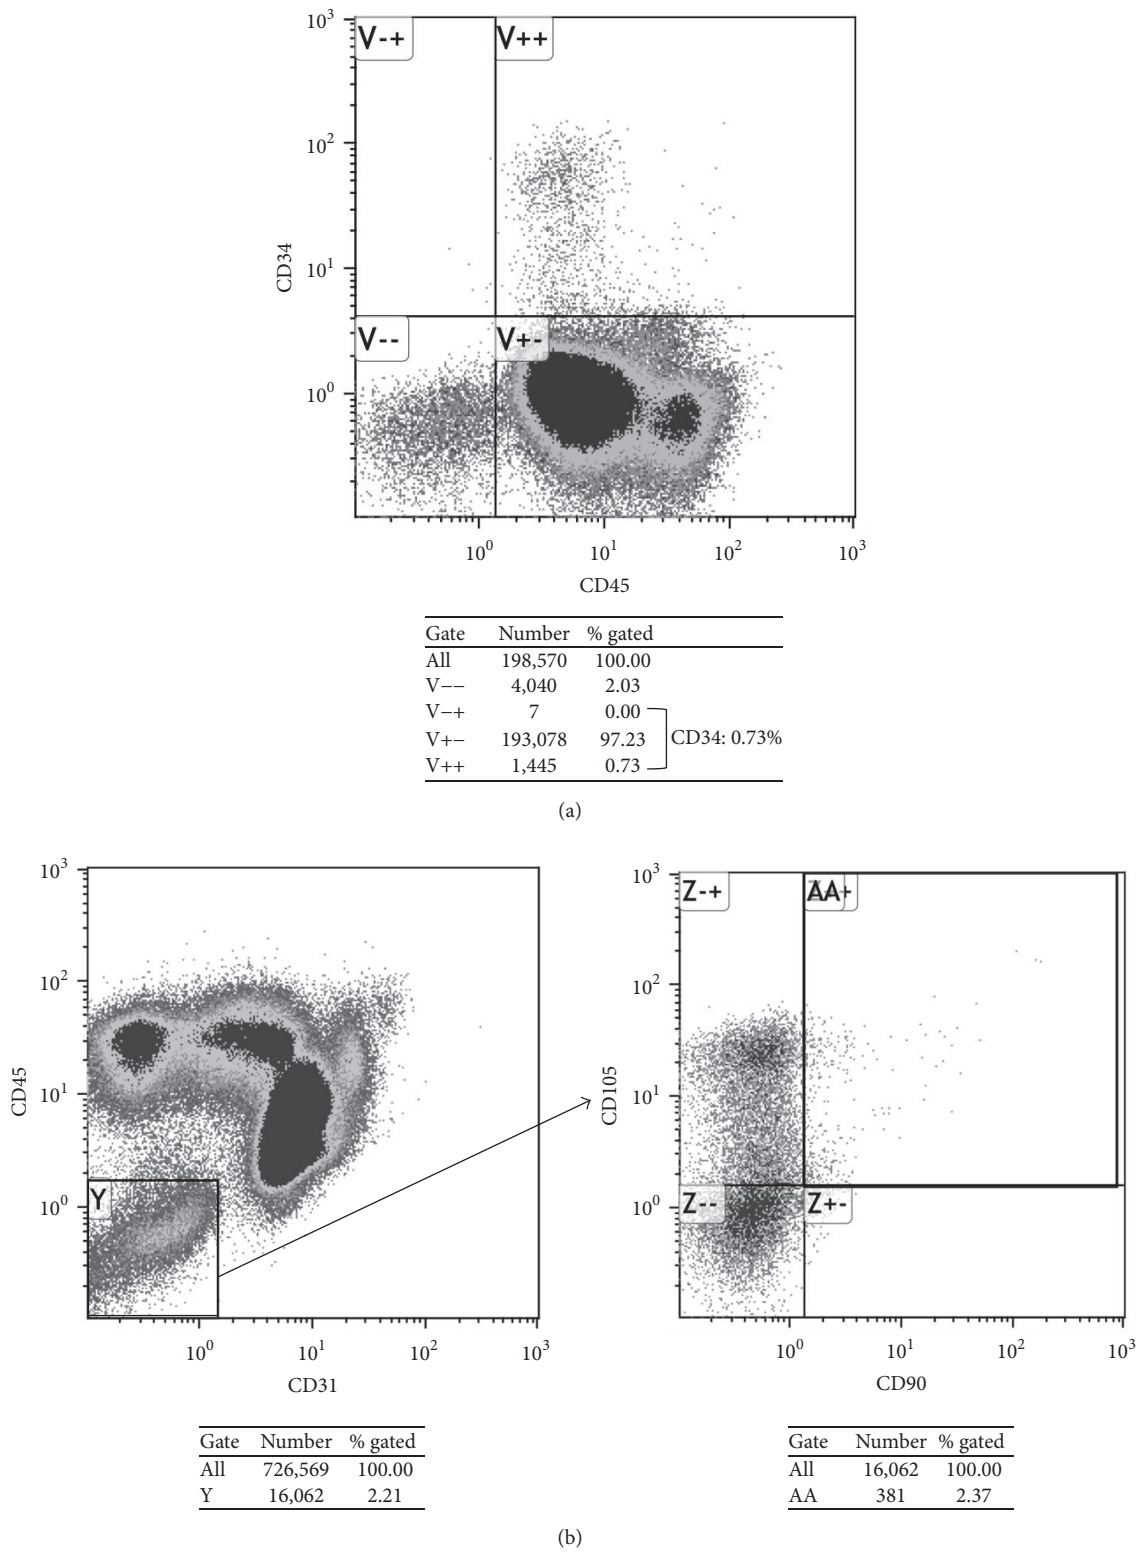 10³
V-+
V++
10²
CD34
10¹
V--
V+-
10⁰
10⁰ 10¹ 10² 10³
CD45
Gate Number % gated
All 198,570 100.00
V−− 4,040 2.03
V−+ 7 0.00
V+− 193,078 97.23
CD34: 0.73%
V++ 1,445 0.73
(a)
10³
10²
CD45
10¹
10⁰
Y
10⁰ 10¹ 10² 10³
CD31
10³
Z-+
AA+
10²
CD105
10¹
10⁰
Z--
Z+-
10⁰ 10¹ 10² 10³
CD90
Gate Number % gated
All 726,569 100.00
Y 16,062 2.21
Gate Number % gated
All 16,062 100.00
AA 381 2.37
(b)